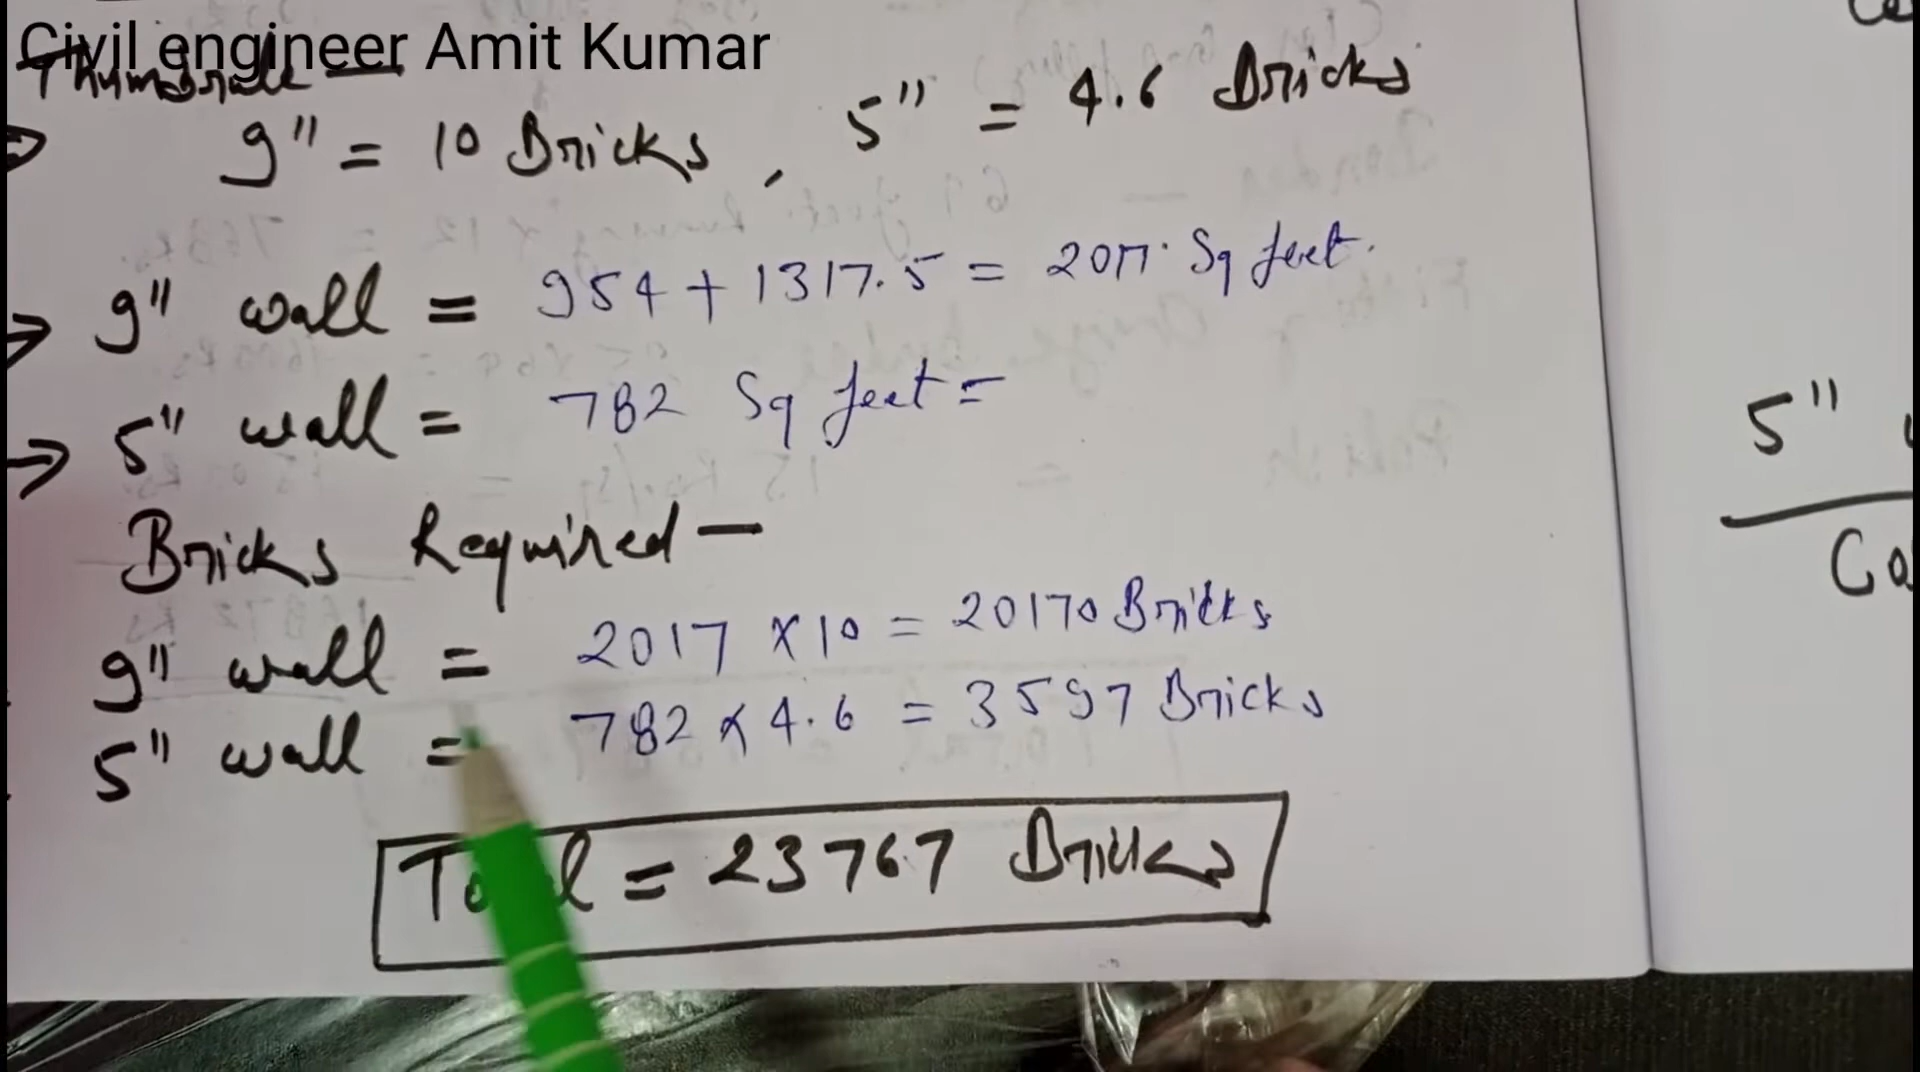 Civil engineer Amit Kumar
Thumbrule —
⇒ 9" = 10 Bricks, 5" = 4.6 Bricks
⇒ 9" wall = 954 + 1317.5 = 2017. Sq feet.
⇒ 5" wall = 782 Sq feet =
Bricks Required —
9" wall = 2017 × 10 = 20170 Bricks
5" wall = 782 × 4.6 = 3597 Bricks
= 23767 Bricks
5"